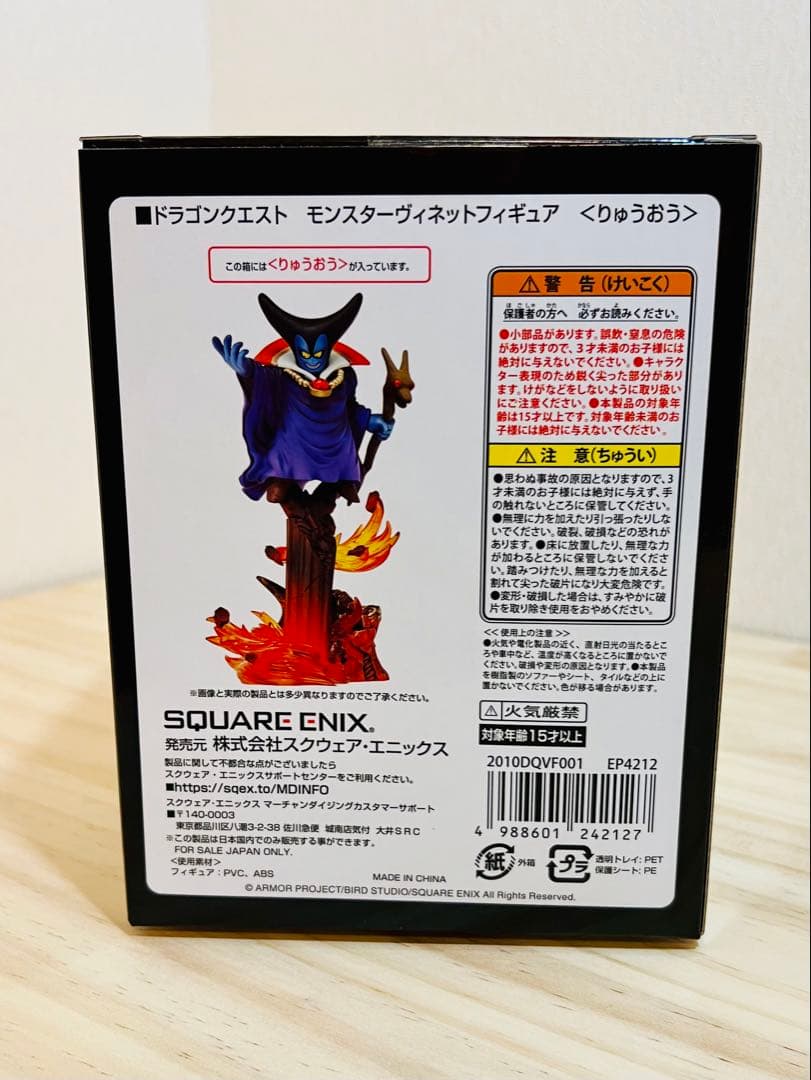 ■ドラゴンクエスト モンスターヴィネットフィギュア <りゅうおう>
この箱には<りゅうおう>が入っています。
※画像と実際の製品とは多少異なりますのでご了承ください。
SQUARE ENIX®
発売元 株式会社スクウェア・エニックス
製品に関して不都合な点がございましたら
スクウェア・エニックスサポートセンターをご利用ください。
■https://sqex.to/MDINFO
スクウェア・エニックス マーチャンダイジングカスタマーサポート
■〒140-0003
東京都品川区八潮3-2-38 佐川急便 城南店気付 大井SRC
※この製品は日本国内でのみ販売する事ができます。
FOR SALE JAPAN ONLY.
<使用素材>
フィギュア:PVC、ABS
MADE IN CHINA
© ARMOR PROJECT/BIRD STUDIO/SQUARE ENIX All Rights Reserved.
⚠警 告(けいこく)
ほごしゃ かた かなら よ
保護者の方へ 必ずお読みください。
●小部品があります。誤飲・窒息の危険
がありますので、3才未満のお子様には
絶対に与えないでください。●キャラ
クター表現のため鋭く尖った部分があり
ます。けがなどをしないように取り扱い
にご注意ください。●本製品の対象年
齢は15才以上です。対象年齢未満のお
子様には絶対に与えないでください。
⚠注 意(ちゅうい)
●思わぬ事故の原因となりますので、3
才未満のお子様には絶対に与えず、手
の触れないところに保管してください。
●無理に力を加えたり引っ張ったりしな
いでください。破裂、破損などの恐れが
あります。●床に放置したり、無理な力
が加わるところに保管しないでくださ
い。踏みつけたり、無理な力を加えると
割れて尖った破片になり大変危険です。
●変形・破損した場合は、すみやかに破
片を取り除き使用をおやめください。
<<使用上の注意>>
●火気や電化製品の近く、直射日光の当たるとこ
ろや車中など、温度が高くなるところに置かないで
ください。破損や変形の原因となります。●本製品
を樹脂製のソファーやシート、タイルなどの上に
置かないでください。色が移る場合があります。
⚠火気厳禁
対象年齢15才以上
2010DQVF001 EP4212
4 988601 242127
紙 外箱
プラ 透明トレイ:PET
保護シート:PE